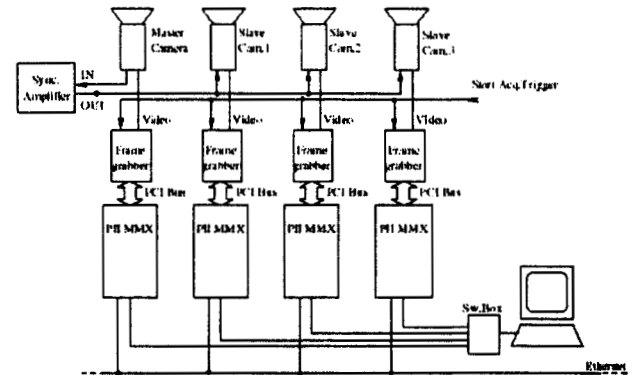 Master
Camera
Slave
Cam.1
Slave
Cam.2
Slave
Cam.3
Sync.
Amplifier
IN
OUT
Start Acq.Trigger
Video
Video
Video
Video
Frame
grabber
Frame
grabber
Frame
grabber
Frame
grabber
PCI Bus
PCI Bus
PCI Bus
PCI Bus
PII MMX
PII MMX
PII MMX
PII MMX
Sw.Box
Ethernet